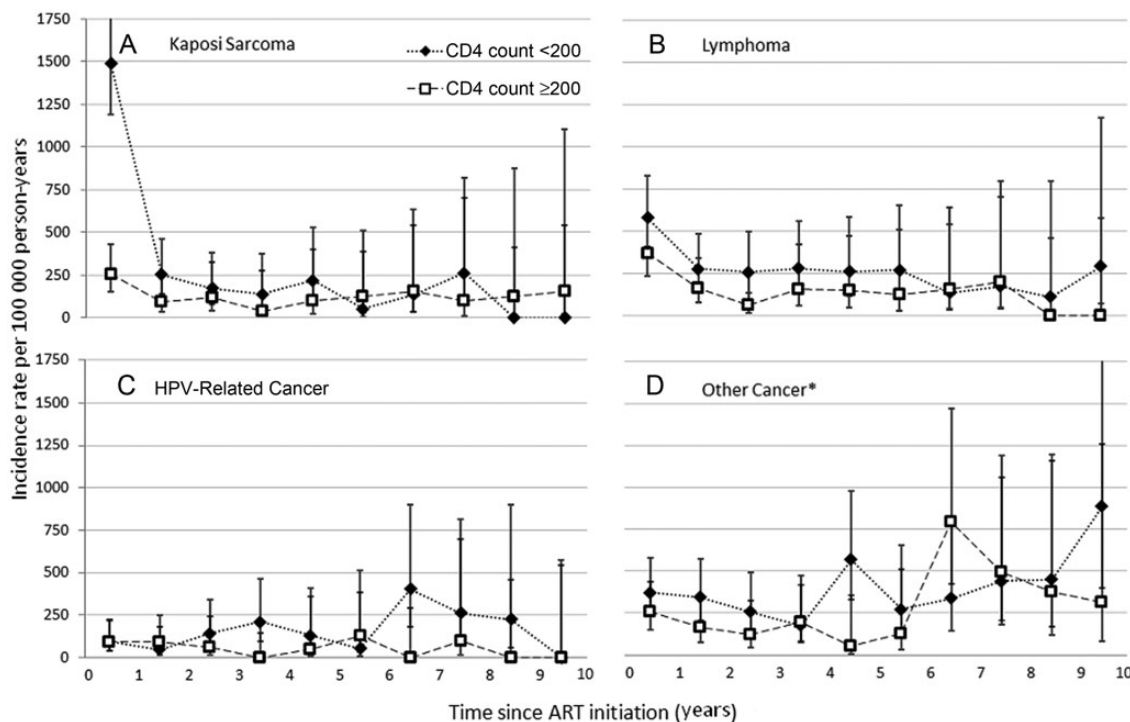 A Kaposi Sarcoma
CD4 count <200
CD4 count ≥200
B Lymphoma
C HPV-Related Cancer
D Other Cancer*
Incidence rate per 100 000 person-years
1750
1500
1250
1000
750
500
250
0
1750
1500
1250
1000
750
500
250
0
0 1 2 3 4 5 6 7 8 9 10
0 1 2 3 4 5 6 7 8 9 10
Time since ART initiation (years)